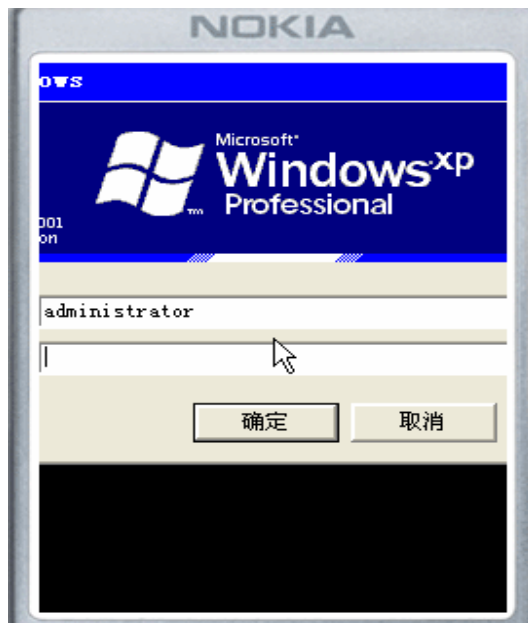 NOKIA
ows
Microsoft®
Windows xp
Professional
001
on
administrator
确定 取消